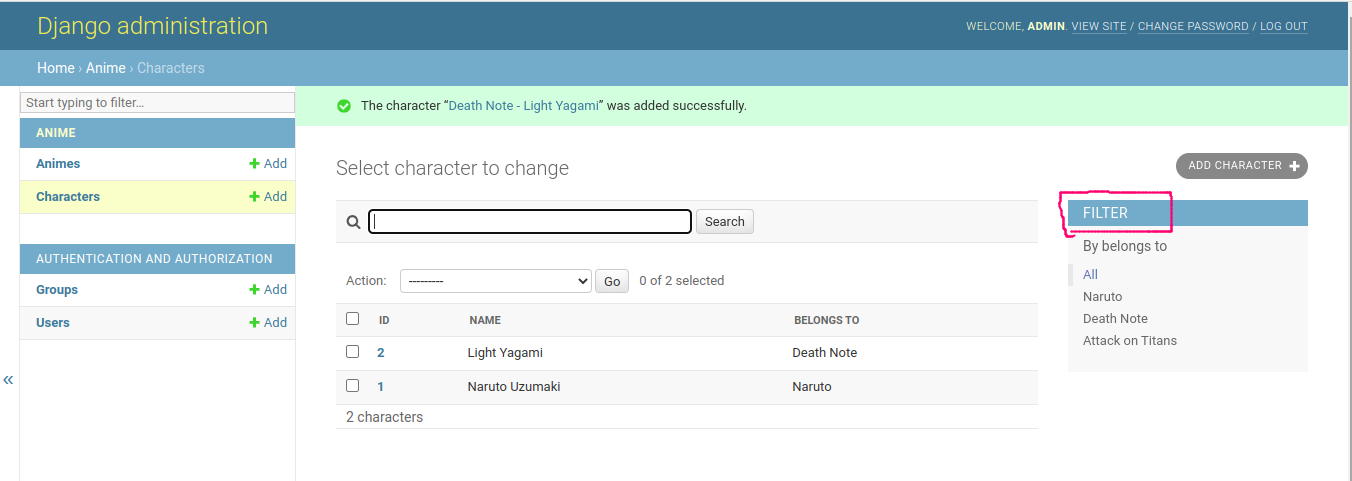 Django administration
WELCOME, ADMIN. VIEW SITE / CHANGE PASSWORD / LOG OUT
Home › Anime › Characters
Start typing to filter...
ANIME
Animes + Add
Characters + Add
AUTHENTICATION AND AUTHORIZATION
Groups + Add
Users + Add
«
The character “Death Note - Light Yagami” was added successfully.
Select character to change
ADD CHARACTER +
Search
Action: --------- Go 0 of 2 selected
ID NAME BELONGS TO
2 Light Yagami Death Note
1 Naruto Uzumaki Naruto
2 characters
FILTER
By belongs to
All
Naruto
Death Note
Attack on Titans